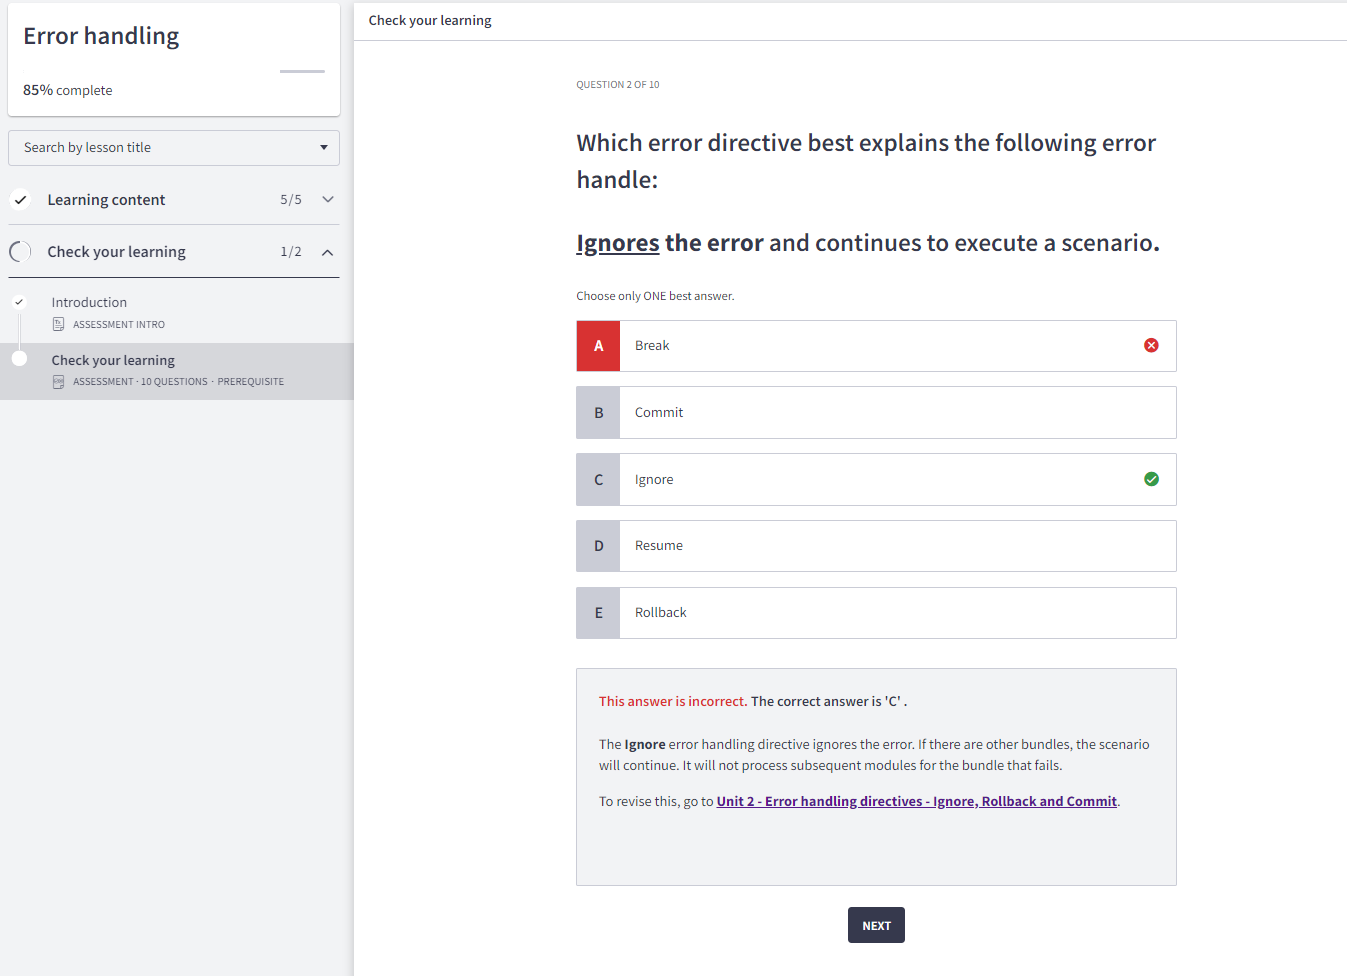 Error handling
85% complete
Search by lesson title
Learning content 5/5
Check your learning 1/2
Introduction
ASSESSMENT INTRO
Check your learning
ASSESSMENT · 10 QUESTIONS · PREREQUISITE
Check your learning
QUESTION 2 OF 10
Which error directive best explains the following error
handle:
Ignores the error and continues to execute a scenario.
Choose only ONE best answer.
A Break
B Commit
C Ignore
D Resume
E Rollback
This answer is incorrect. The correct answer is 'C' .
The Ignore error handling directive ignores the error. If there are other bundles, the scenario
will continue. It will not process subsequent modules for the bundle that fails.
To revise this, go to Unit 2 - Error handling directives - Ignore, Rollback and Commit.
NEXT